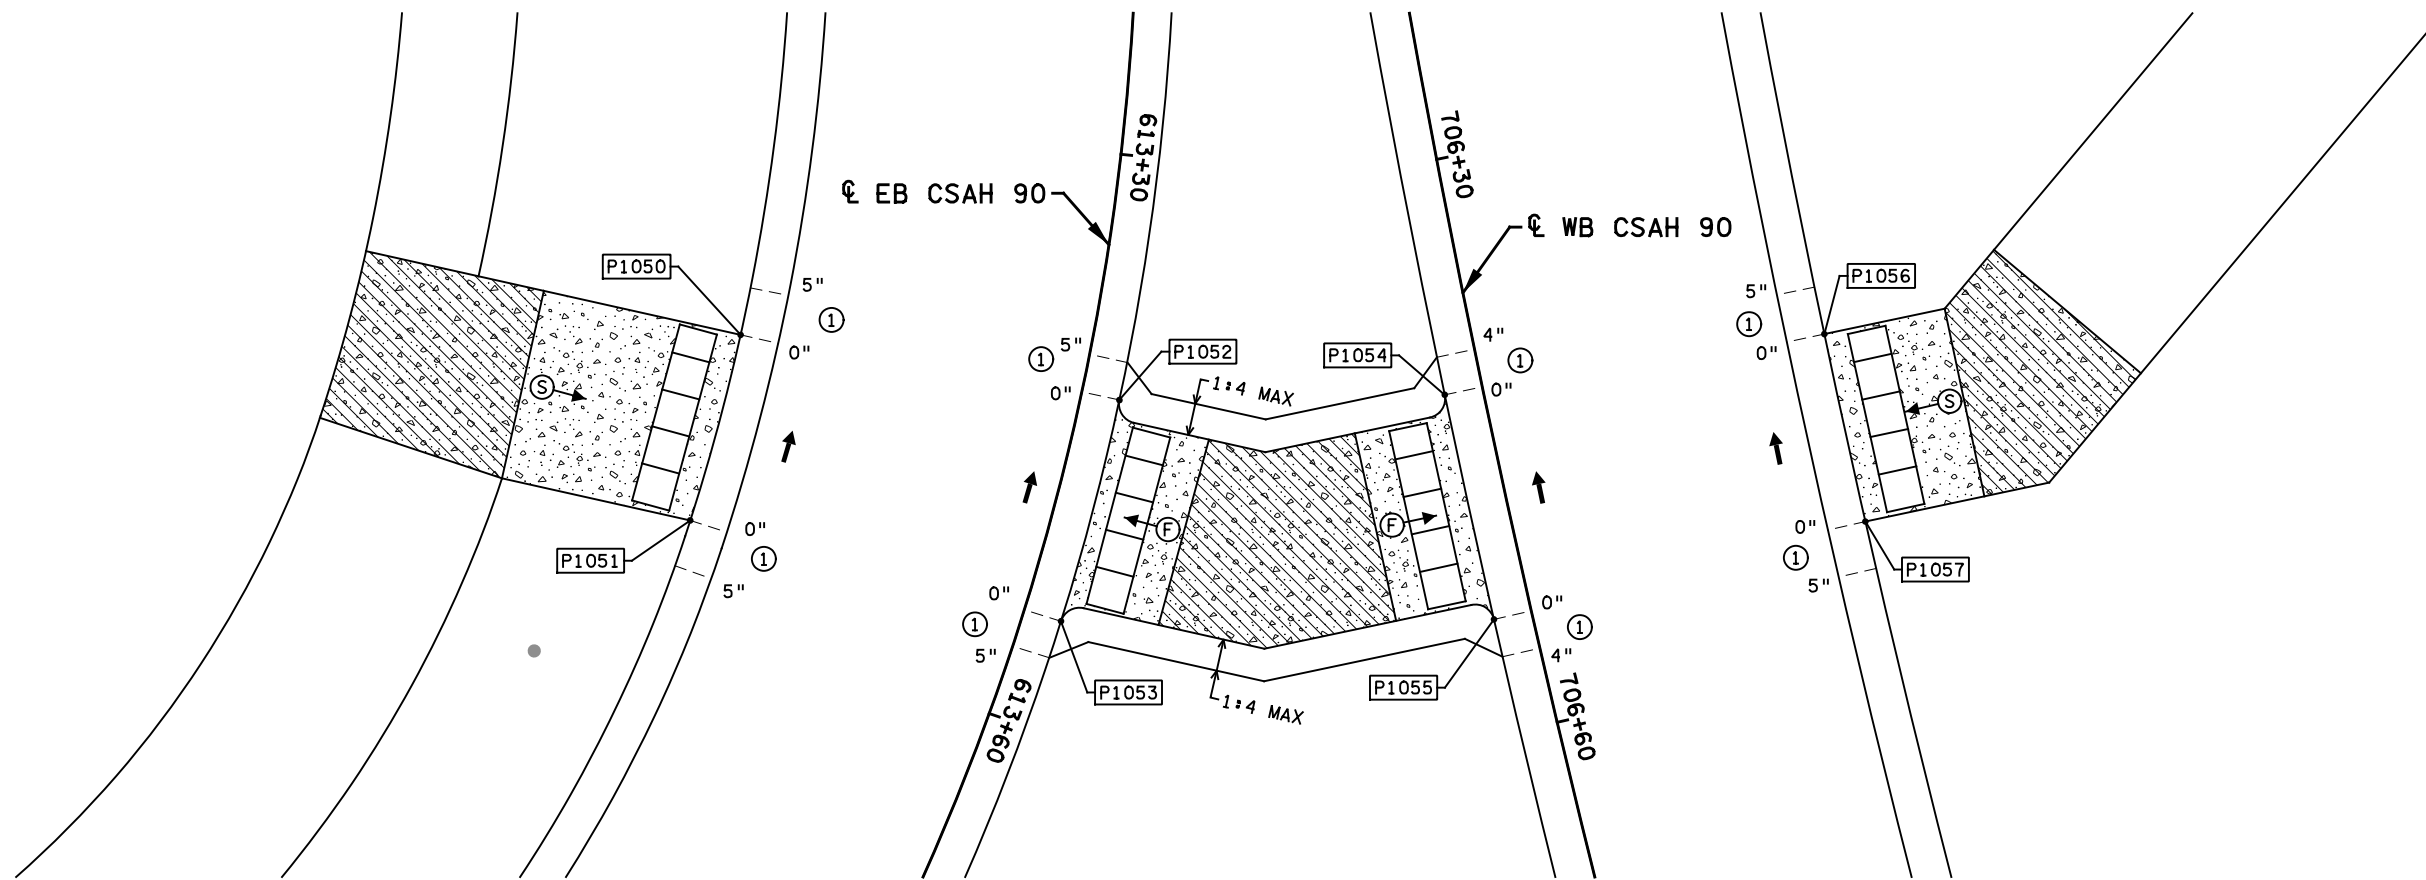 613+30
706+30
℄ EB CSAH 90
℄ WB CSAH 90
P1050
P1056
5"
1
0"
5"
1
0"
5"
1
0"
P1052
P1054
4"
1
0"
1:4 MAX
S
S
F
F
0"
1
5"
P1051
0"
1
5"
P1057
0"
1
5"
0"
1
4"
P1053
P1055
1:4 MAX
613+60
706+60